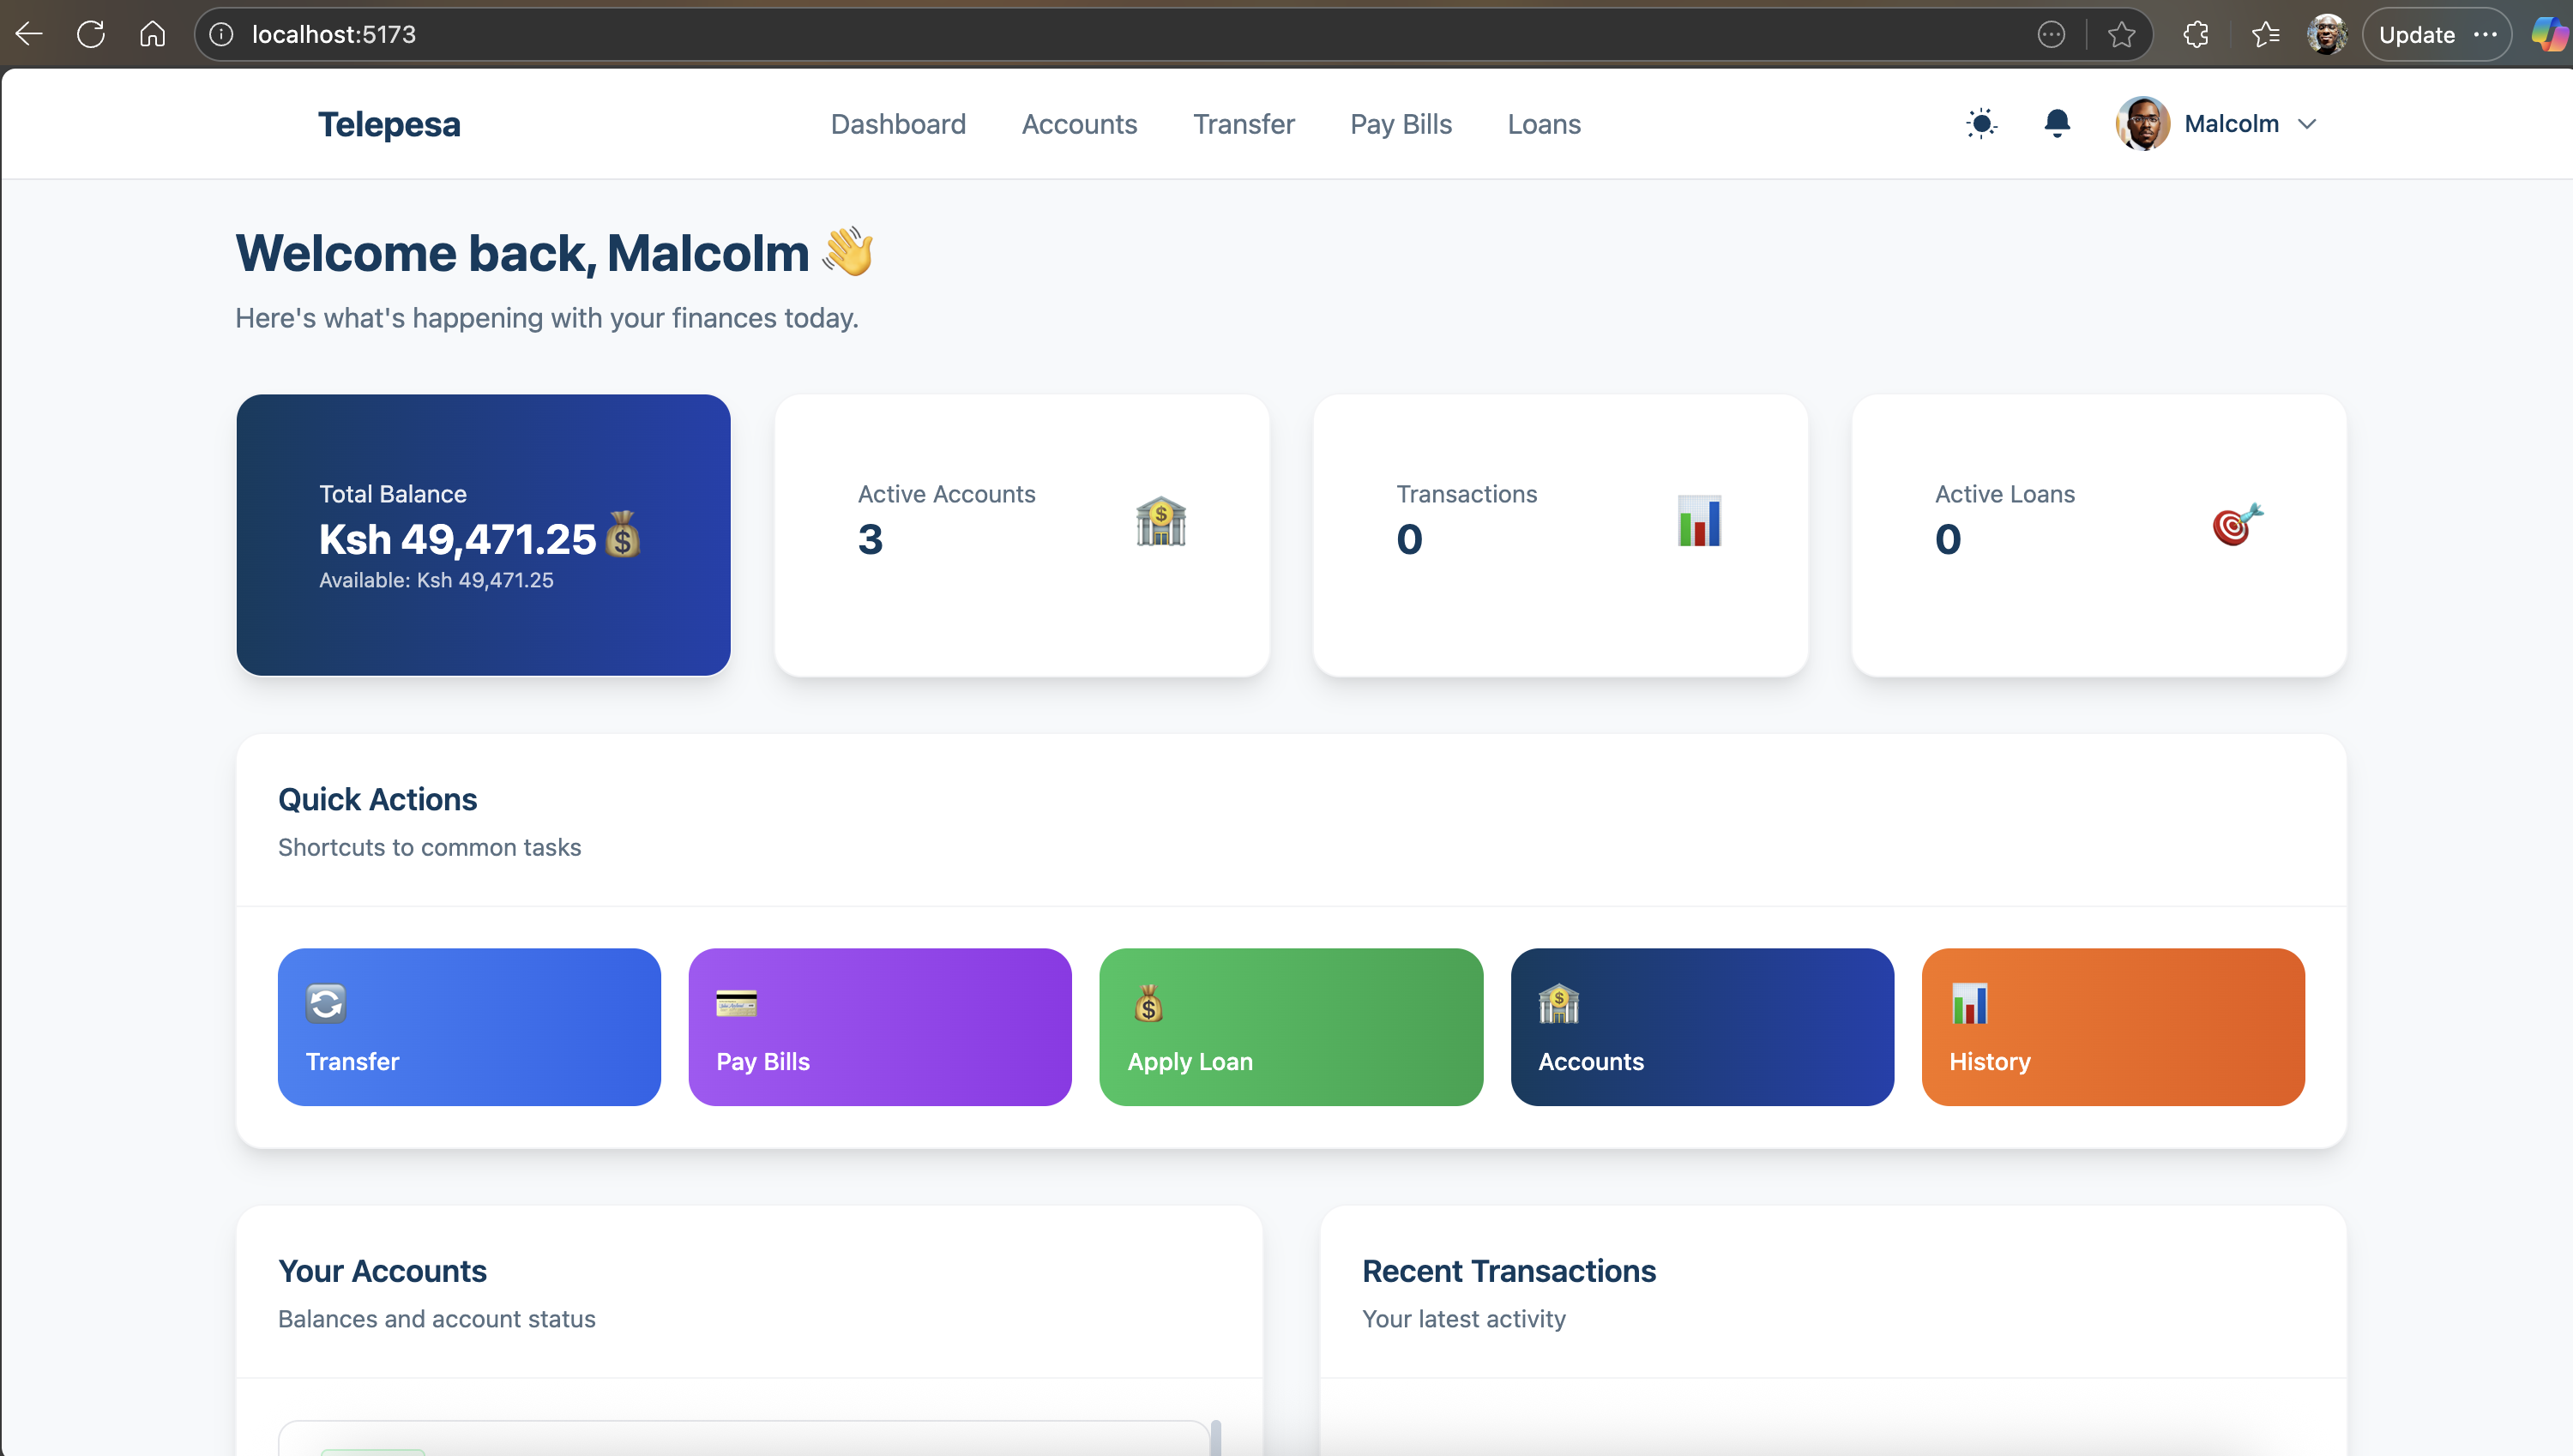 localhost:5173
Update
Telepesa
Dashboard
Accounts
Transfer
Pay Bills
Loans
Malcolm
Welcome back, Malcolm 👋
Here's what's happening with your finances today.
Total Balance
Ksh 49,471.25
Available: Ksh 49,471.25
Active Accounts
3
Transactions
0
Active Loans
0
Quick Actions
Shortcuts to common tasks
Transfer
Pay Bills
Apply Loan
Accounts
History
Your Accounts
Balances and account status
Recent Transactions
Your latest activity